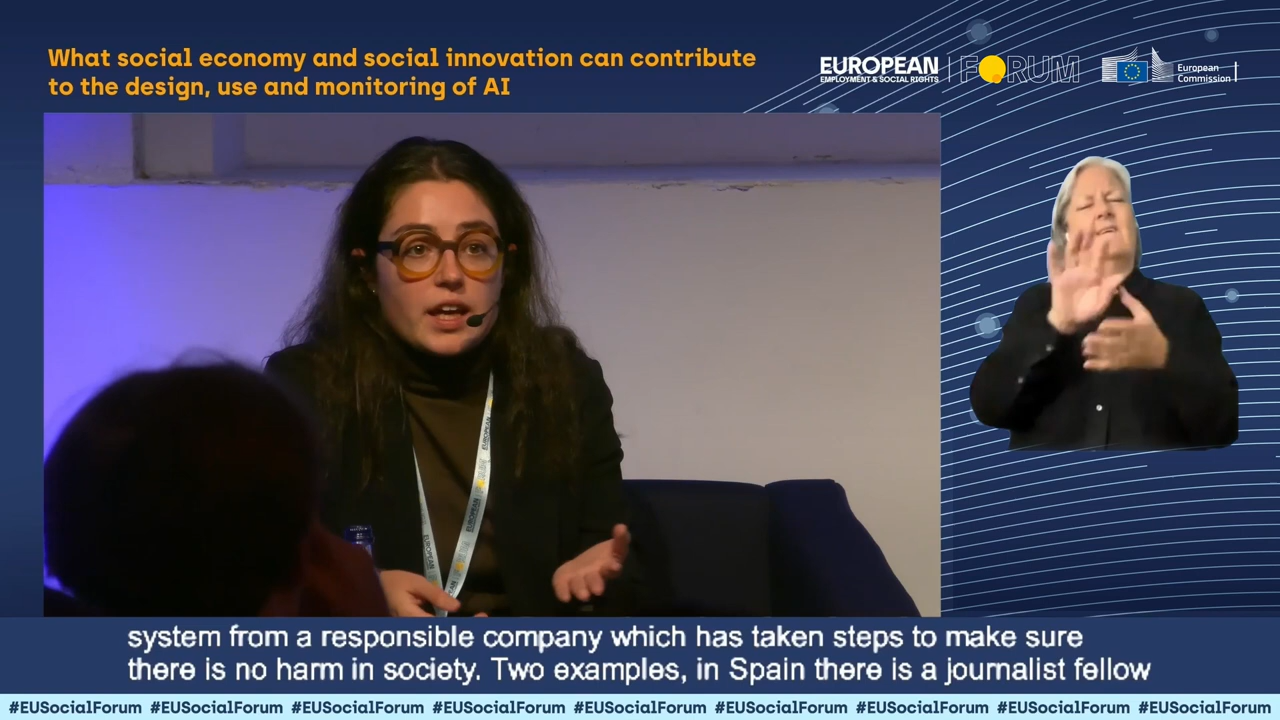 What social economy and social innovation can contribute
to the design, use and monitoring of AI
EUROPEAN
EMPLOYMENT & SOCIAL RIGHTS
FORUM
European
Commission
EUROPEAN
EUROPEAN
system from a responsible company which has taken steps to make sure
there is no harm in society. Two examples, in Spain there is a journalist fellow
#EUSocialForum #EUSocialForum #EUSocialForum #EUSocialForum #EUSocialForum #EUSocialForum #EUSocialForum #EUSocialForum #EUSocialForum